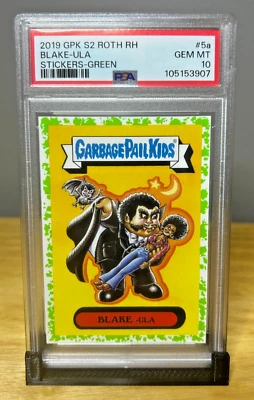 2019 GPK S2 ROTH RH #5a
BLAKE-ULA GEM MT
STICKERS-GREEN 10
PSA 105153907
GARBAGE PAIL KIDS
BLAKE -ULA